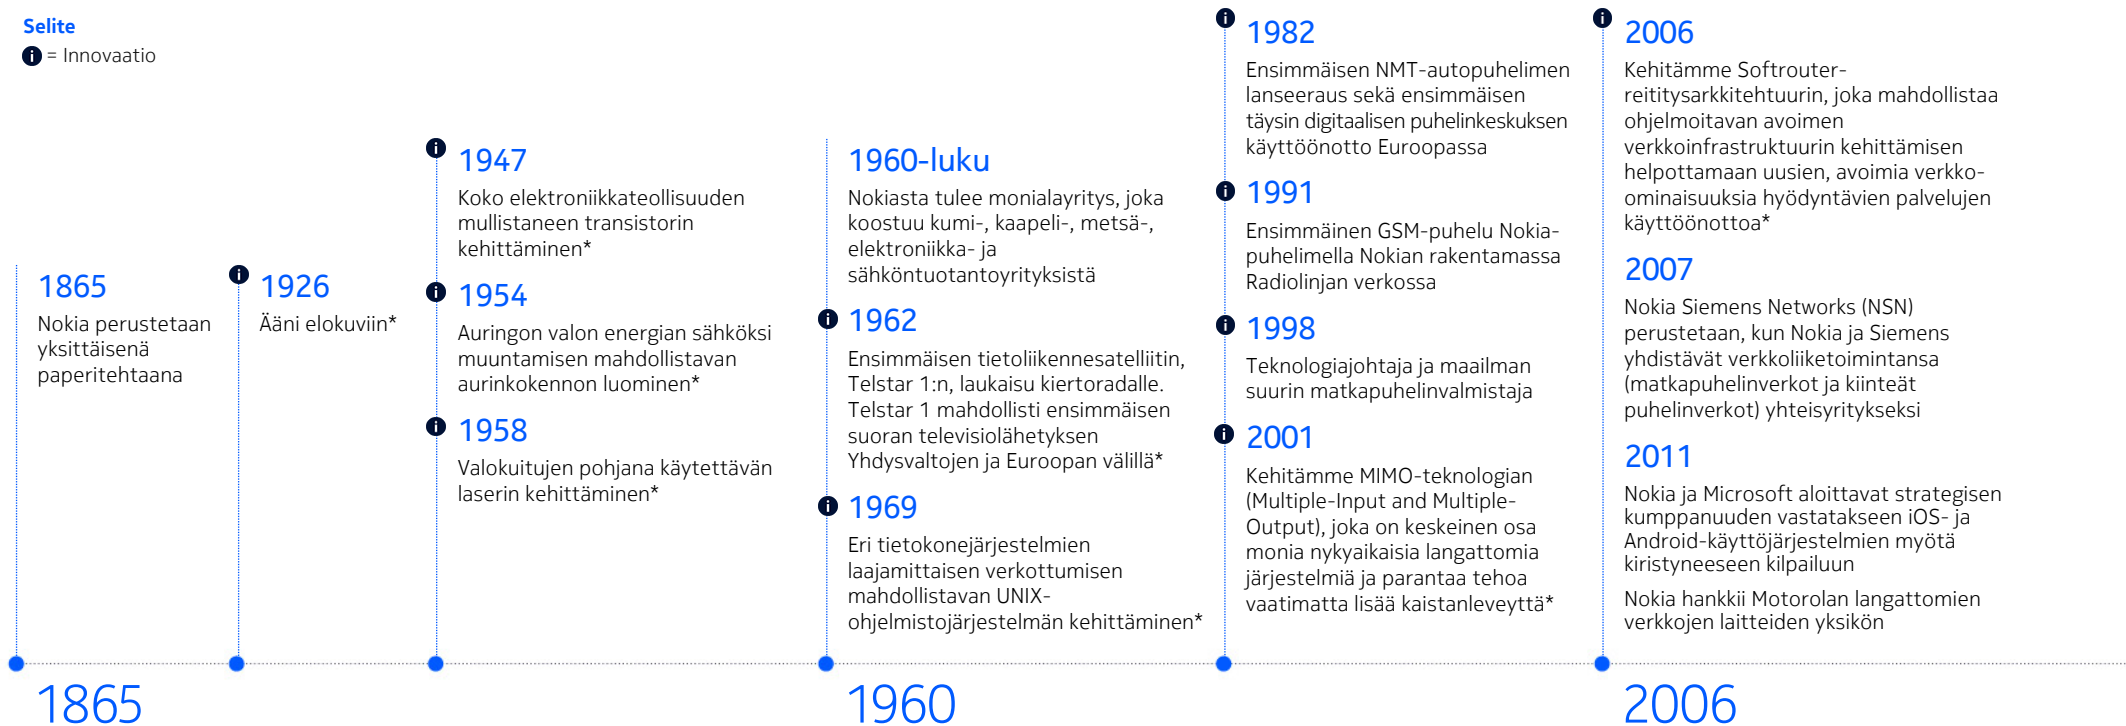 Selite
i = Innovaatio
1865
Nokia perustetaan
yksittäisenä
paperitehtaana
i
1926
Ääni elokuviin*
i
1947
Koko elektroniikkateollisuuden
mullistaneen transistorin
kehittäminen*
i
1954
Auringon valon energian sähköksi
muuntamisen mahdollistavan
aurinkokennon luominen*
i
1958
Valokuitujen pohjana käytettävän
laserin kehittäminen*
1960-luku
Nokiasta tulee monialayritys, joka
koostuu kumi-, kaapeli-, metsä-,
elektroniikka- ja
sähköntuotantoyrityksistä
i
1962
Ensimmäisen tietoliikennesatelliitin,
Telstar 1:n, laukaisu kiertoradalle.
Telstar 1 mahdollisti ensimmäisen
suoran televisiolähetyksen
Yhdysvaltojen ja Euroopan välillä*
i
1969
Eri tietokonejärjestelmien
laajamittaisen verkottumisen
mahdollistavan UNIX-
ohjelmistojärjestelmän kehittäminen*
i
1982
Ensimmäisen NMT-autopuhelimen
lanseeraus sekä ensimmäisen
täysin digitaalisen puhelinkeskuksen
käyttöönotto Euroopassa
i
1991
Ensimmäinen GSM-puhelu Nokia-
puhelimella Nokian rakentamassa
Radiolinjan verkossa
i
1998
Teknologiajohtaja ja maailman
suurin matkapuhelinvalmistaja
i
2001
Kehitämme MIMO-teknologian
(Multiple-Input and Multiple-
Output), joka on keskeinen osa
monia nykyaikaisia langattomia
järjestelmiä ja parantaa tehoa
vaatimatta lisää kaistanleveyttä*
i
2006
Kehitämme Softrouter-
reititysarkkitehtuurin, joka mahdollistaa
ohjelmoitavan avoimen
verkkoinfrastruktuurin kehittämisen
helpottamaan uusien, avoimia verkko-
ominaisuuksia hyödyntävien palvelujen
käyttöönottoa*
2007
Nokia Siemens Networks (NSN)
perustetaan, kun Nokia ja Siemens
yhdistävät verkkoliiketoimintansa
(matkapuhelinverkot ja kiinteät
puhelinverkot) yhteisyritykseksi
2011
Nokia ja Microsoft aloittavat strategisen
kumppanuuden vastatakseen iOS- ja
Android-käyttöjärjestelmien myötä
kiristyneeseen kilpailuun
Nokia hankkii Motorolan langattomien
verkkojen laitteiden yksikön
1865
1960
2006